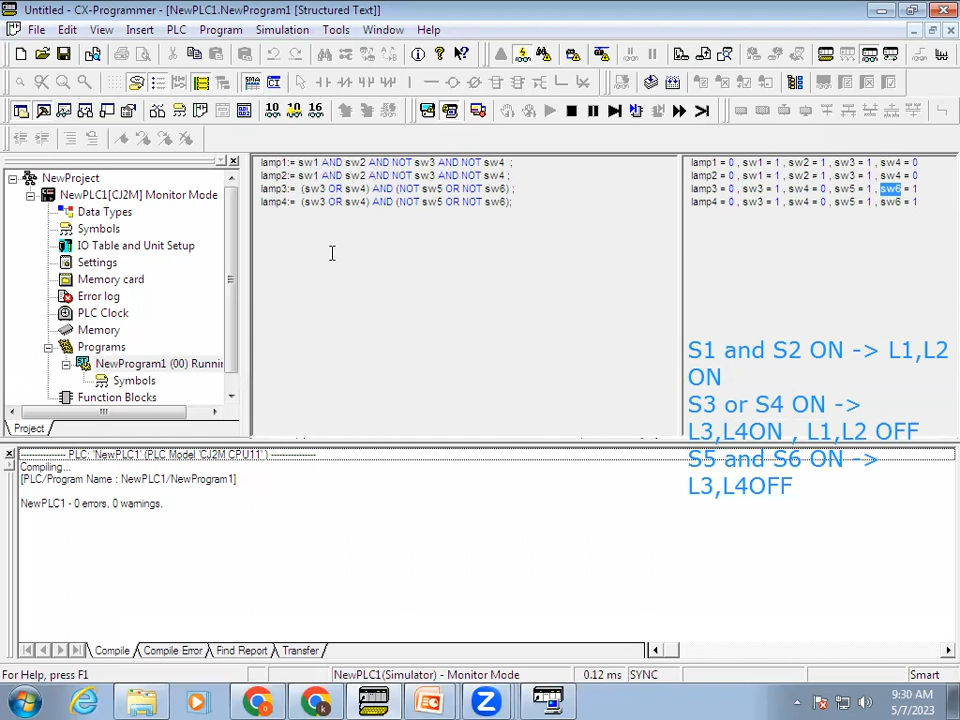 Untitled - CX-Programmer - [NewPLC1.NewProgram1 [Structured Text]]
File Edit View Insert PLC Program Simulation Tools Window Help
10 10 16
NewProject
NewPLC1[CJ2M] Monitor Mode
Data Types
Symbols
IO Table and Unit Setup
Settings
Memory card
Error log
PLC Clock
Memory
Programs
NewProgram1 (00) Runni
Symbols
Function Blocks
Project
lamp1:= sw1 AND sw2 AND NOT sw3 AND NOT sw4 ;
lamp2:= sw1 AND sw2 AND NOT sw3 AND NOT sw4 ;
lamp3:= (sw3 OR sw4) AND (NOT sw5 OR NOT sw6) ;
lamp4:= (sw3 OR sw4) AND (NOT sw5 OR NOT sw6);
lamp1 = 0 , sw1 = 1 , sw2 = 1 , sw3 = 1 , sw4 = 0
lamp2 = 0 , sw1 = 1 , sw2 = 1 , sw3 = 1 , sw4 = 0
lamp3 = 0 , sw3 = 1 , sw4 = 0 , sw5 = 1 , sw6 = 1
lamp4 = 0 , sw3 = 1 , sw4 = 0 , sw5 = 1 , sw6 = 1
S1 and S2 ON -> L1,L2
ON
S3 or S4 ON ->
L3,L4ON , L1,L2 OFF
S5 and S6 ON ->
L3,L4OFF
-------------- PLC: 'NewPLC1' (PLC Model 'CJ2M CPU11' ) --------------
Compiling...
[PLC/Program Name : NewPLC1/NewProgram1]
NewPLC1 - 0 errors, 0 warnings.
Compile Compile Error Find Report Transfer
For Help, press F1
NewPLC1(Simulator) - Monitor Mode
0.12 ms
SYNC
Smart
9:30 AM
5/7/2023